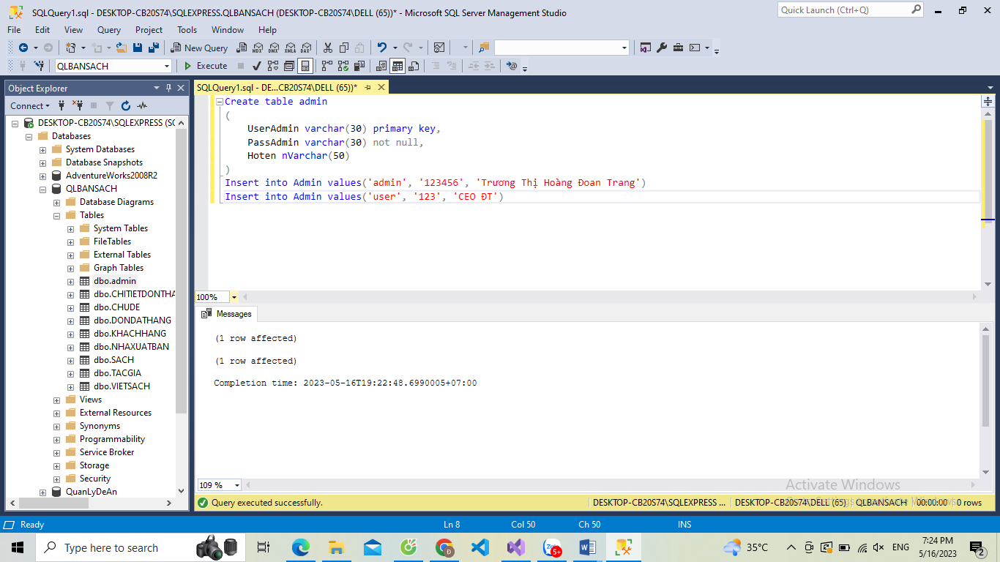 SQLQuery1.sql - DESKTOP-CB20S74\SQLEXPRESS.QLBANSACH (DESKTOP-CB20S74\DELL (65))* - Microsoft SQL Server Management Studio
Quick Launch (Ctrl+Q)
File Edit View Query Project Tools Window Help
New Query MDX DMX XMLA DAX
QLBANSACH Execute
Object Explorer
SQLQuery1.sql - DE...CB20S74\DELL (65))*
Connect
DESKTOP-CB20S74\SQLEXPRESS (SQ
Databases
System Databases
Database Snapshots
AdventureWorks2008R2
QLBANSACH
Database Diagrams
Tables
System Tables
FileTables
External Tables
Graph Tables
dbo.admin
dbo.CHITIETDONTHA
dbo.CHUDE
dbo.DONDATHANG
dbo.KHACHHANG
dbo.NHAXUATBAN
dbo.SACH
dbo.TACGIA
dbo.VIETSACH
Views
External Resources
Synonyms
Programmability
Service Broker
Storage
Security
QuanLyDeAn
Create table admin
(
UserAdmin varchar(30) primary key,
PassAdmin varchar(30) not null,
Hoten nVarchar(50)
)
Insert into Admin values('admin', '123456', 'Trương Thị Hoàng Đoan Trang')
Insert into Admin values('user', '123', 'CEO ĐT')
100%
Messages
(1 row affected)
(1 row affected)
Completion time: 2023-05-16T19:22:48.6990005+07:00
109 %
Activate Windows
Query executed successfully.
DESKTOP-CB20S74\SQLEXPRESS ... DESKTOP-CB20S74\DELL (65) QLBANSACH 00:00:00 0 rows
Ready Ln 8 Col 50 Ch 50 INS
Type here to search
5+
35°C
ENG
7:24 PM
5/16/2023
2